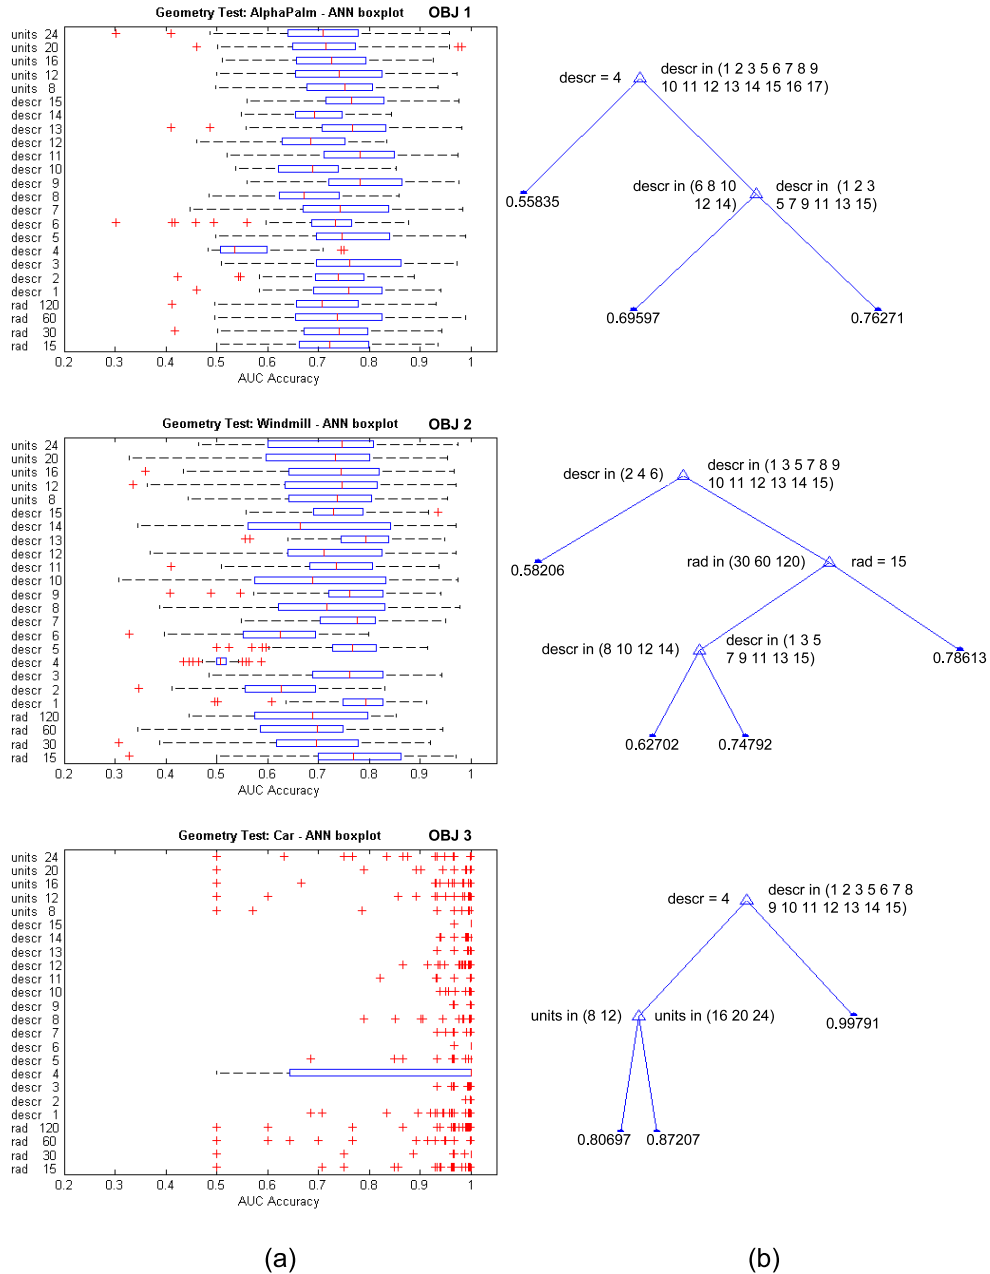 Geometry Test: AlphaPalm - ANN boxplot OBJ 1
units 24
units 20
units 16
units 12
units 8
descr 15
descr 14
descr 13
descr 12
descr 11
descr 10
descr 9
descr 8
descr 7
descr 6
descr 5
descr 4
descr 3
descr 2
descr 1
rad 120
rad 60
rad 30
rad 15
0.2 0.3 0.4 0.5 0.6 0.7 0.8 0.9 1
AUC Accuracy
descr = 4
descr in (1 2 3 5 6 7 8 9
10 11 12 13 14 15 16 17)
0.55835
descr in (6 8 10
12 14)
descr in (1 2 3
5 7 9 11 13 15)
0.69597
0.76271
Geometry Test: Windmill - ANN boxplot OBJ 2
units 24
units 20
units 16
units 12
units 8
descr 15
descr 14
descr 13
descr 12
descr 11
descr 10
descr 9
descr 8
descr 7
descr 6
descr 5
descr 4
descr 3
descr 2
descr 1
rad 120
rad 60
rad 30
rad 15
0.2 0.3 0.4 0.5 0.6 0.7 0.8 0.9 1
AUC Accuracy
descr in (2 4 6)
descr in (1 3 5 7 8 9
10 11 12 13 14 15)
0.58206
rad in (30 60 120)
rad = 15
descr in (8 10 12 14)
descr in (1 3 5
7 9 11 13 15)
0.78613
0.62702
0.74792
Geometry Test: Car - ANN boxplot OBJ 3
units 24
units 20
units 16
units 12
units 8
descr 15
descr 14
descr 13
descr 12
descr 11
descr 10
descr 9
descr 8
descr 7
descr 6
descr 5
descr 4
descr 3
descr 2
descr 1
rad 120
rad 60
rad 30
rad 15
0.2 0.3 0.4 0.5 0.6 0.7 0.8 0.9 1
AUC Accuracy
descr = 4
descr in (1 2 3 5 6 7 8
9 10 11 12 13 14 15)
units in (8 12)
units in (16 20 24)
0.99791
0.80697
0.87207
(a)
(b)